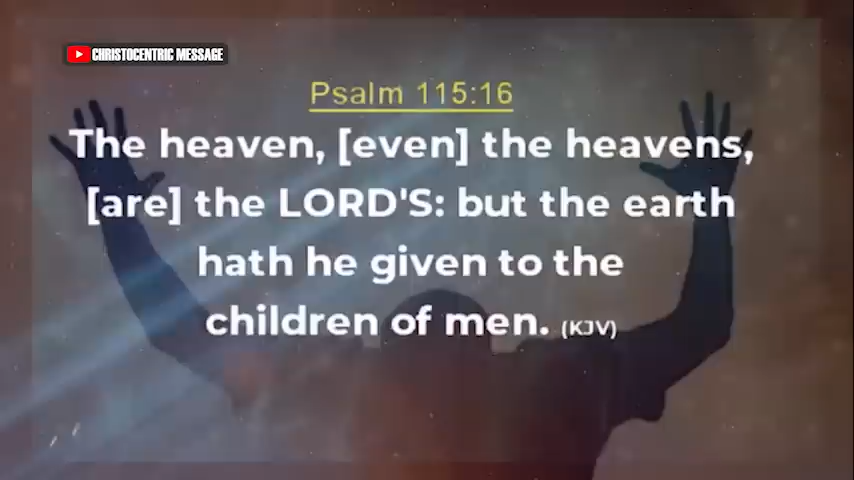 CHRISTOCENTRIC MESSAGE
Psalm 115:16
The heaven, [even] the heavens,
[are] the LORD'S: but the earth
hath he given to the
children of men. (KJV)